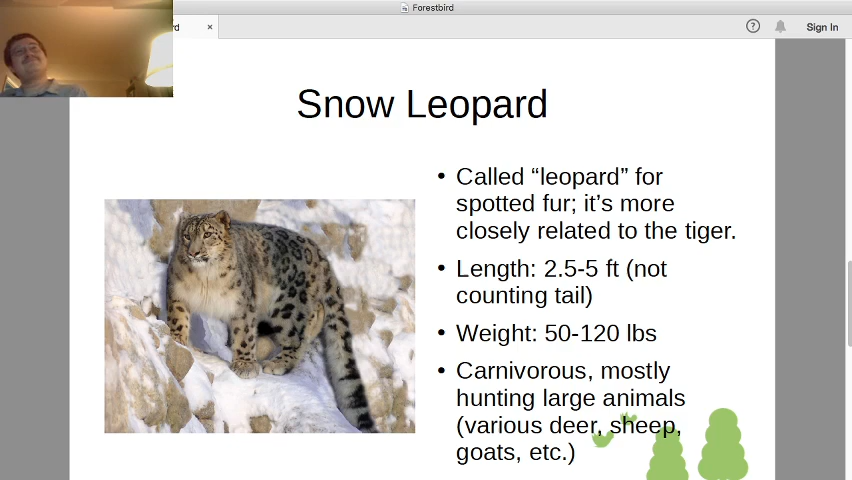 Forestbird
rd
Sign In
Snow Leopard
• Called “leopard” for
spotted fur; it’s more
closely related to the tiger.
• Length: 2.5-5 ft (not
counting tail)
• Weight: 50-120 lbs
• Carnivorous, mostly
hunting large animals
(various deer, sheep,
goats, etc.)